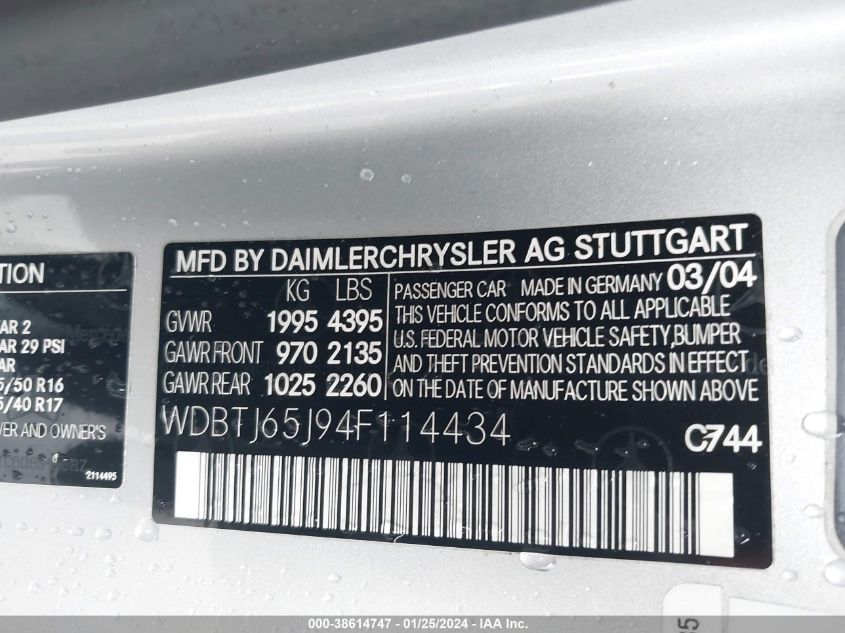 TION
AR 2
AR 29 PSI
AR
5/50 R16
5/40 R17
VER AND OWNER'S
2114495
MFD BY DAIMLERCHRYSLER AG STUTTGART
KG LBS
GVWR 1995 4395
GAWR FRONT 970 2135
GAWR REAR 1025 2260
PASSENGER CAR MADE IN GERMANY 03/04
THIS VEHICLE CONFORMS TO ALL APPLICABLE
U.S. FEDERAL MOTOR VEHICLE SAFETY, BUMPER
AND THEFT PREVENTION STANDARDS IN EFFECT
ON THE DATE OF MANUFACTURE SHOWN ABOVE
WDBTJ65J94F114434
C744
000-38614747 - 01/25/2024 - IAAI.COM